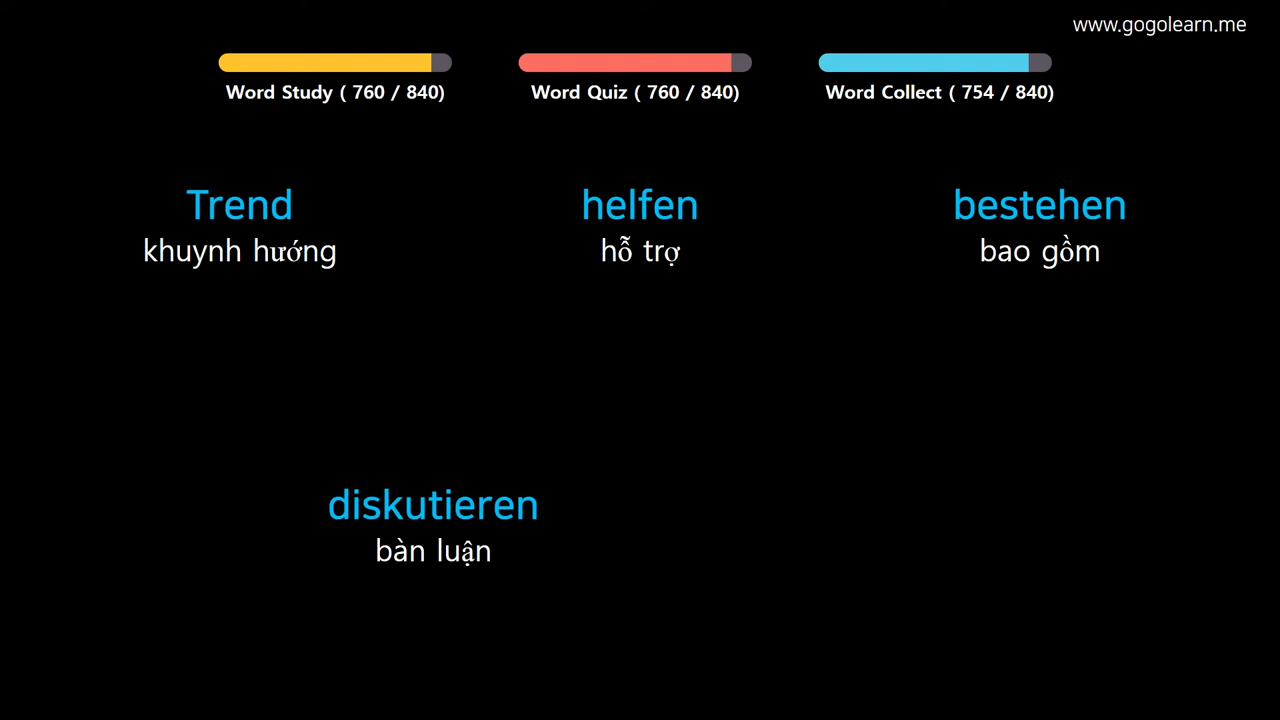 www.gogolearn.me
Word Study ( 760 / 840)
Word Quiz ( 760 / 840)
Word Collect ( 754 / 840)
Trend
khuynh hướng
helfen
hỗ trợ
bestehen
bao gồm
diskutieren
bàn luận